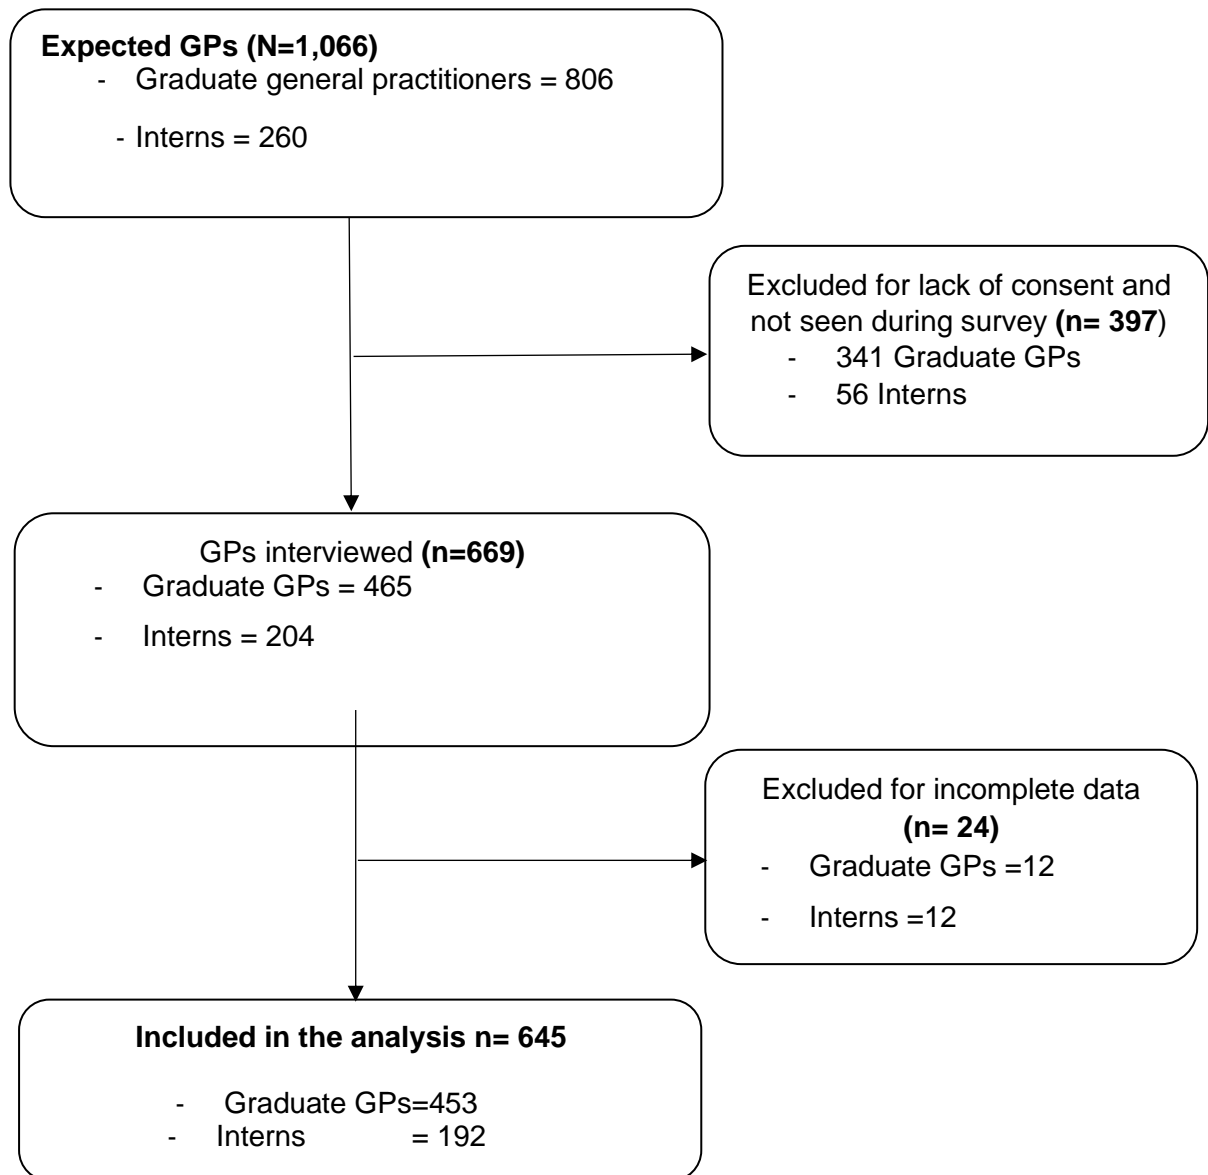 Expected GPs (N=1,066)
- Graduate general practitioners = 806
- Interns = 260
Excluded for lack of consent and
not seen during survey (n= 397)
- 341 Graduate GPs
- 56 Interns
GPs interviewed (n=669)
- Graduate GPs = 465
- Interns = 204
Excluded for incomplete data
(n= 24)
- Graduate GPs =12
- Interns =12
Included in the analysis n= 645
- Graduate GPs=453
- Interns = 192